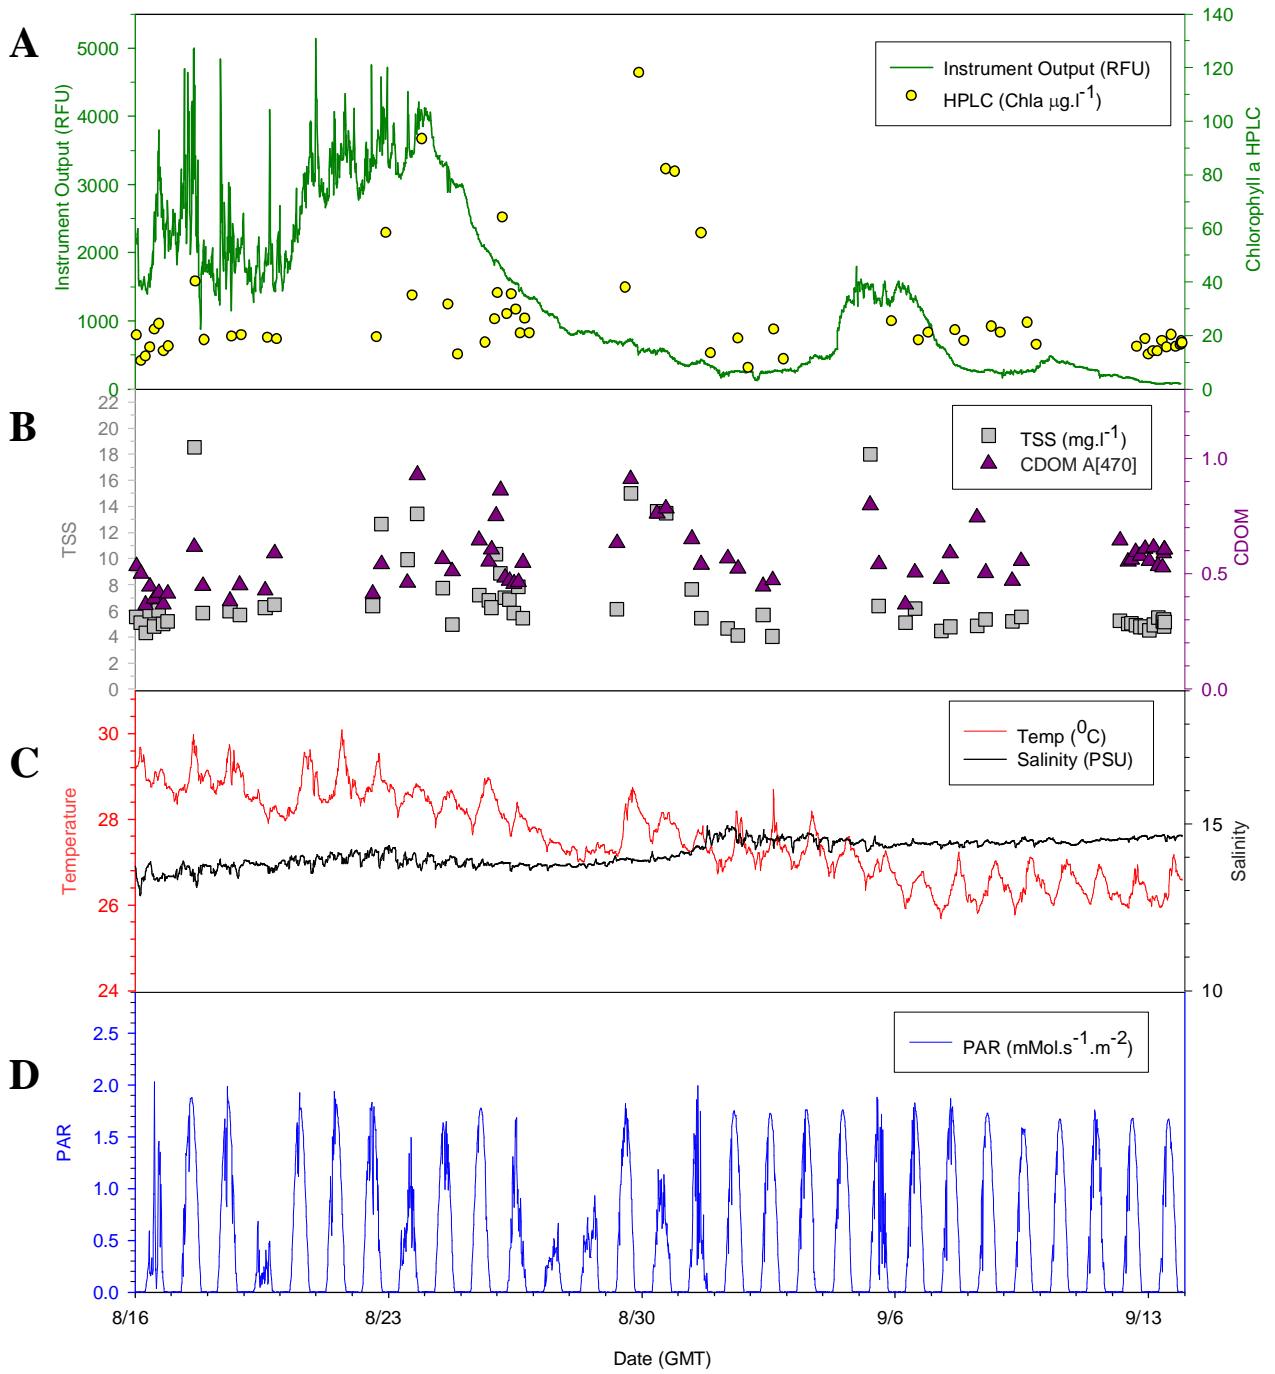 A
Instrument Output (RFU)
5000
4000
3000
2000
1000
0
Instrument Output (RFU)
HPLC (Chla µg.l-1)
140
120
100
80
60
40
20
0
Chlorophyll a HPLC
B
TSS
22
20
18
16
14
12
10
8
6
4
2
0
TSS (mg.l-1)
CDOM A[470]
1.0
0.5
0.0
CDOM
C
Temperature
30
28
26
24
Temp (0C)
Salinity (PSU)
15
10
Salinity
D
PAR
2.5
2.0
1.5
1.0
0.5
0.0
PAR (mMol.s-1.m-2)
8/16 8/23 8/30 9/6 9/13
Date (GMT)